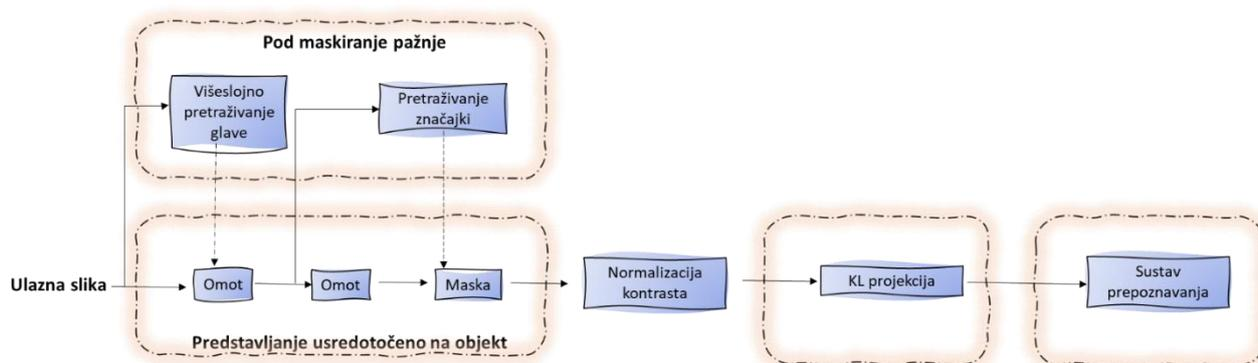 Pod maskiranje pažnje
Višeslojno
pretraživanje
glave
Pretraživanje
značajki
Ulazna slika
Omot
Omot
Maska
Normalizacija
kontrasta
KL projekcija
Sustav
prepoznavanja
Predstavljanje usredotočeno na objekt